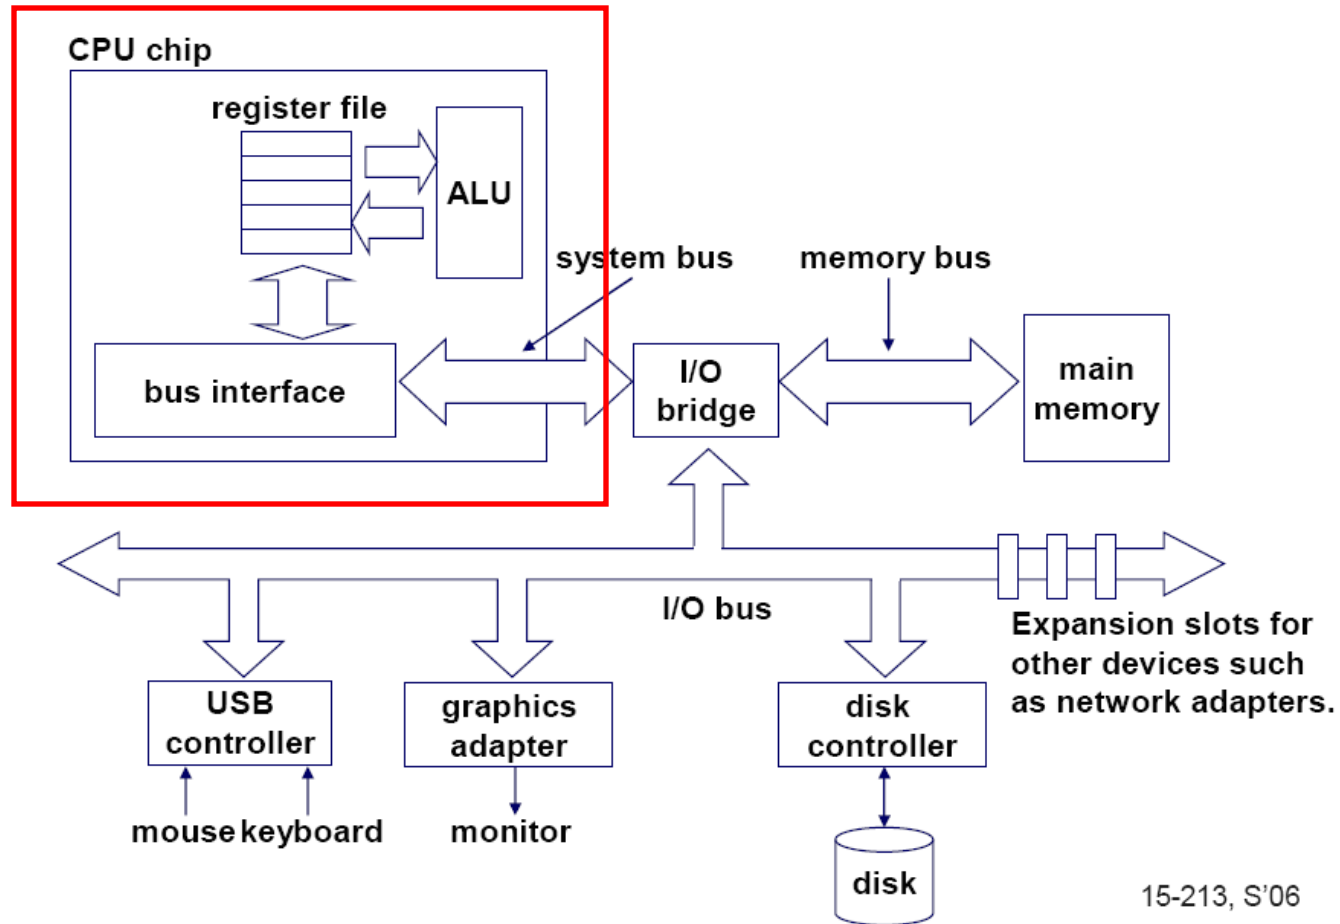 CPU chip
register file
ALU
system bus
memory bus
bus interface
I/O
bridge
main
memory
I/O bus
Expansion slots for
other devices such
as network adapters.
USB
controller
graphics
adapter
disk
controller
mouse keyboard
monitor
disk
15-213, S’06